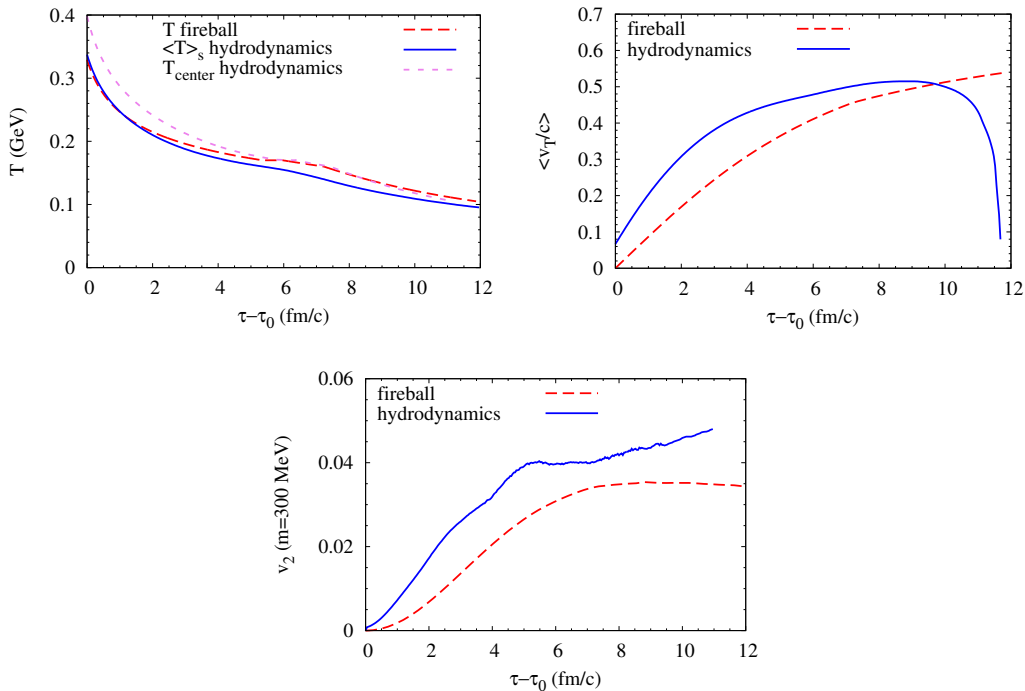 T fireball
<T>s hydrodynamics
Tcenter hydrodynamics
0.4
0.3
0.2
0.1
0
T (GeV)
0 2 4 6 8 10 12
τ−τ0 (fm/c)
fireball
hydrodynamics
0.7
0.6
0.5
0.4
0.3
0.2
0.1
0
<vT/c>
0 2 4 6 8 10 12
τ−τ0 (fm/c)
fireball
hydrodynamics
0.06
0.04
0.02
0
v2 (m=300 MeV)
0 2 4 6 8 10 12
τ−τ0 (fm/c)